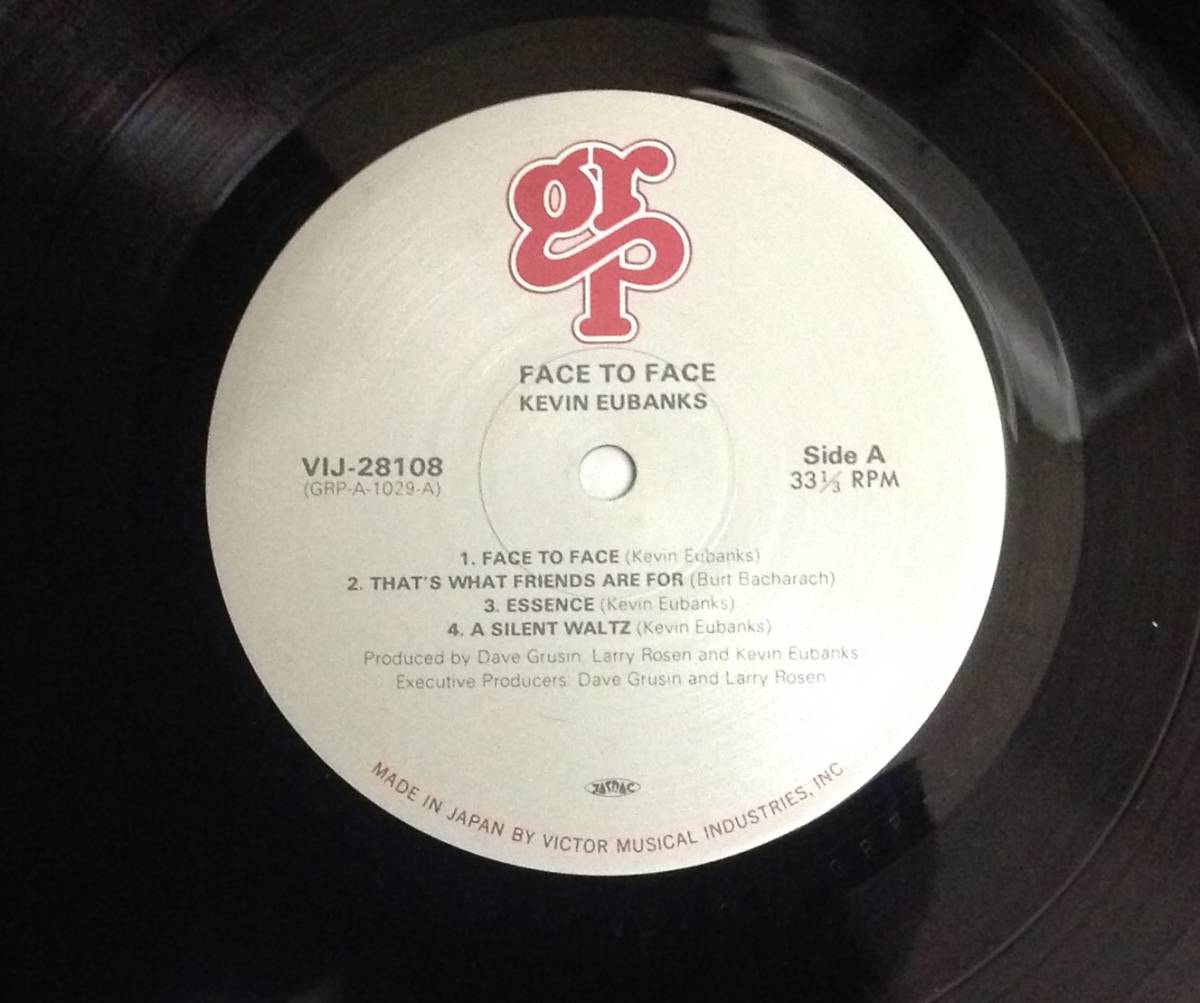 grp
FACE TO FACE
KEVIN EUBANKS
VIJ-28108
(GRP-A-1029-A)
Side A
33 1/3 RPM
1. FACE TO FACE (Kevin Eubanks)
2. THAT'S WHAT FRIENDS ARE FOR (Burt Bacharach)
3. ESSENCE (Kevin Eubanks)
4. A SILENT WALTZ (Kevin Eubanks)
Produced by Dave Grusin, Larry Rosen and Kevin Eubanks
Executive Producers: Dave Grusin and Larry Rosen
JASRAC
MADE IN JAPAN BY VICTOR MUSICAL INDUSTRIES, INC.